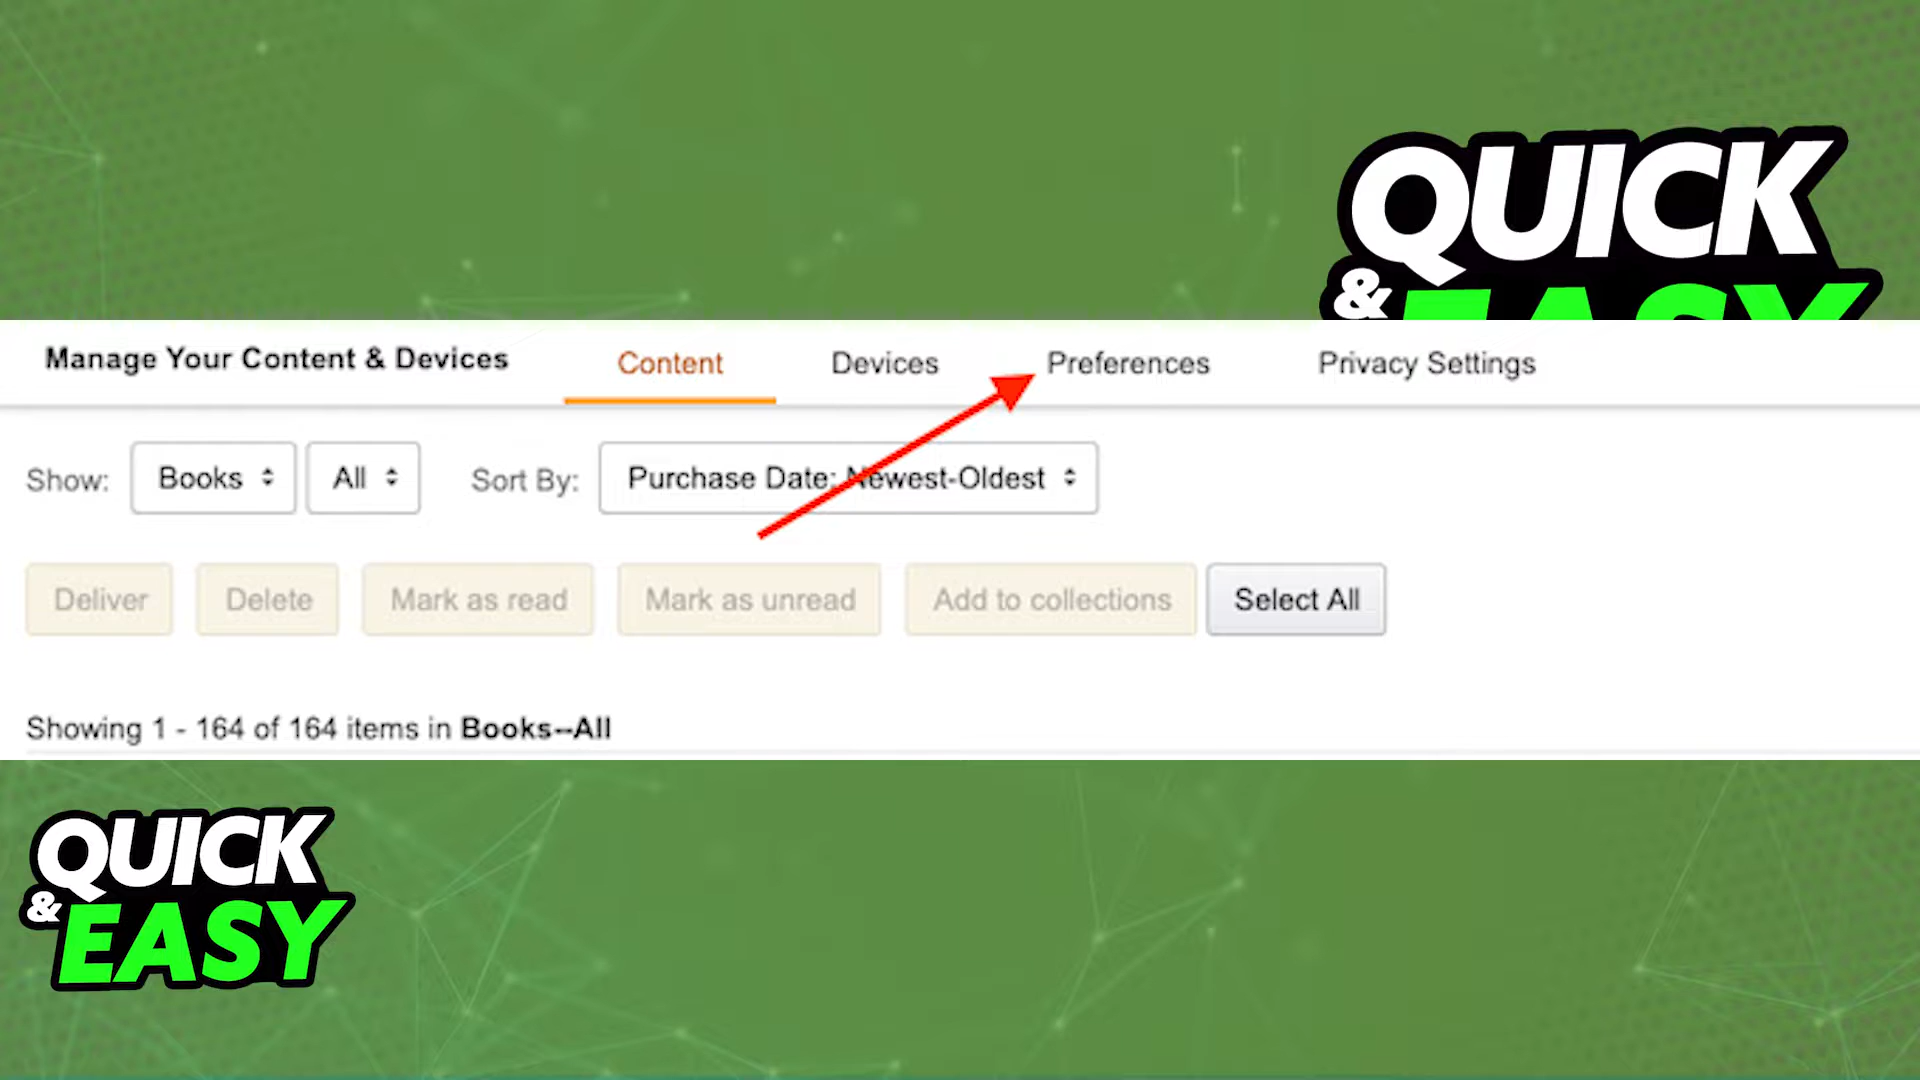 QUICK
& EASY
Manage Your Content & Devices Content Devices Preferences Privacy Settings
Show: Books All Sort By: Purchase Date: Newest-Oldest
Deliver Delete Mark as read Mark as unread Add to collections Select All
Showing 1 - 164 of 164 items in Books--All
QUICK
& EASY